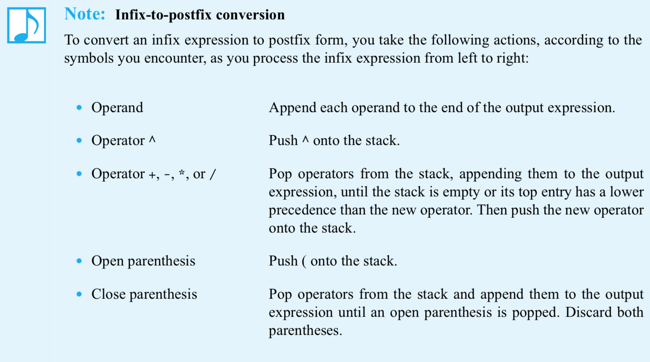 Note: Infix-to-postfix conversion
To convert an infix expression to postfix form, you take the following actions, according to the
symbols you encounter, as you process the infix expression from left to right:
• Operand Append each operand to the end of the output expression.
• Operator ^ Push ^ onto the stack.
• Operator +, -, *, or / Pop operators from the stack, appending them to the output
expression, until the stack is empty or its top entry has a lower
precedence than the new operator. Then push the new operator
onto the stack.
• Open parenthesis Push ( onto the stack.
• Close parenthesis Pop operators from the stack and append them to the output
expression until an open parenthesis is popped. Discard both
parentheses.